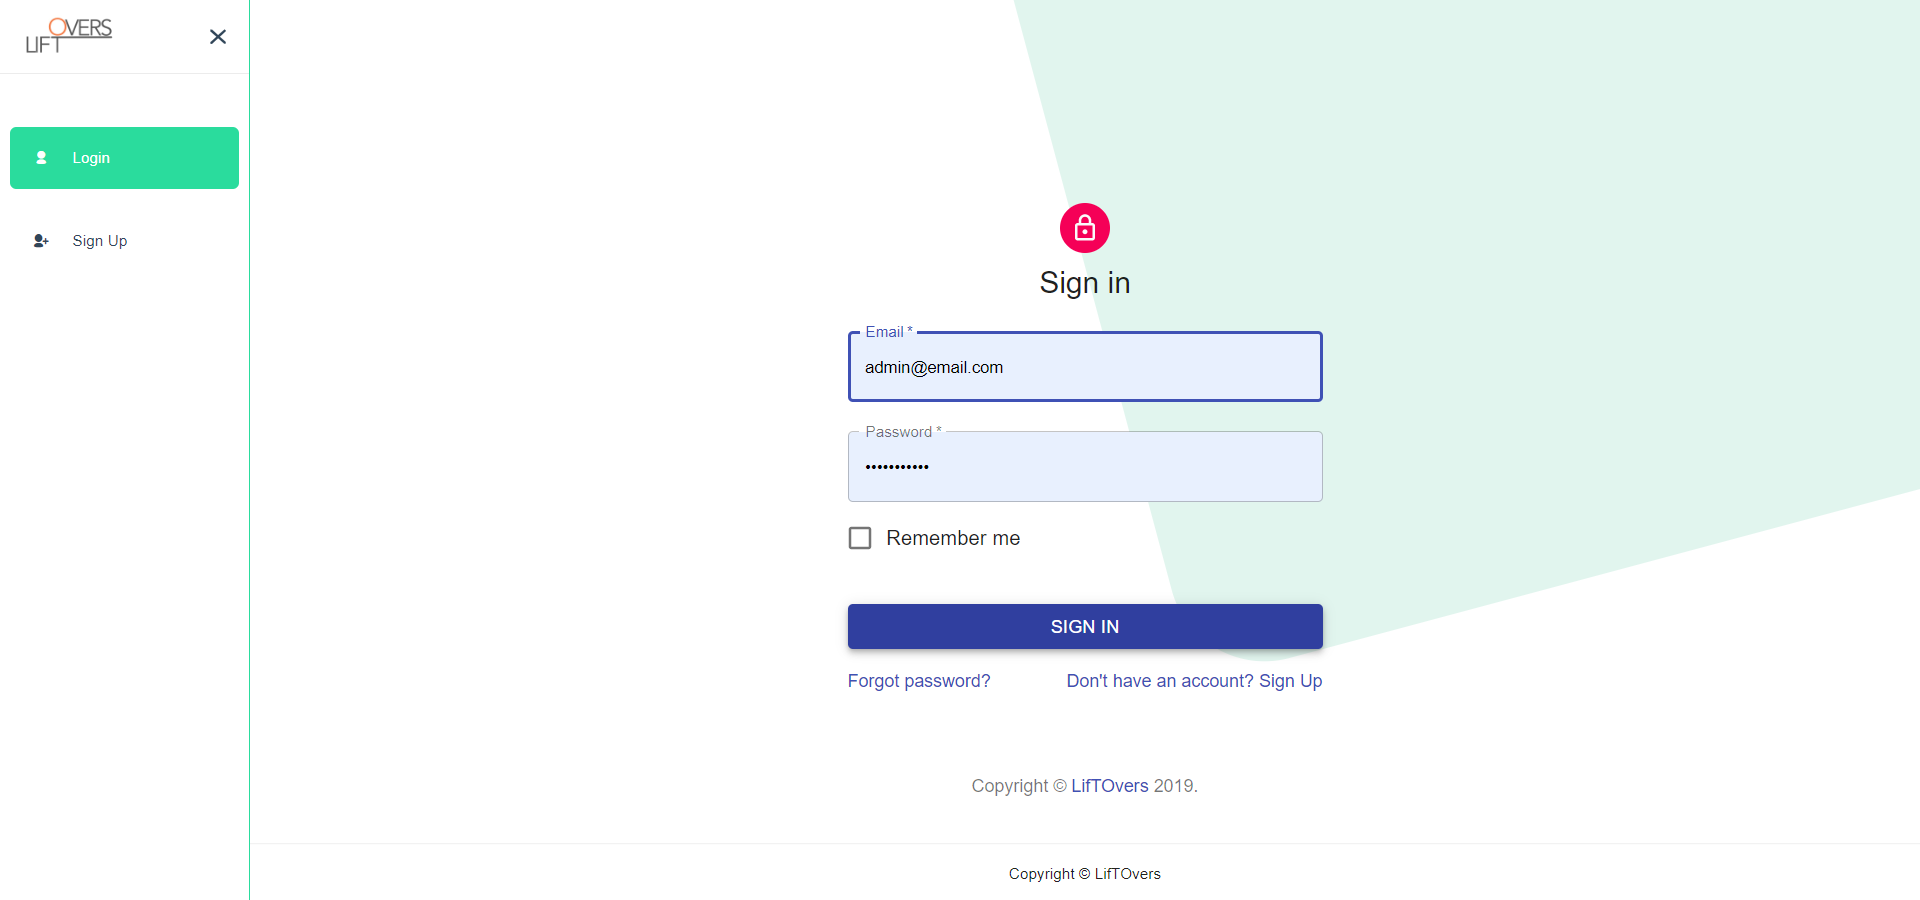 OVERS
LIFT
Login
Sign Up
Sign in
Email *
admin@email.com
Password *
•••••••••••
Remember me
SIGN IN
Forgot password?
Don't have an account? Sign Up
Copyright © LifTOvers 2019.
Copyright © LifTOvers